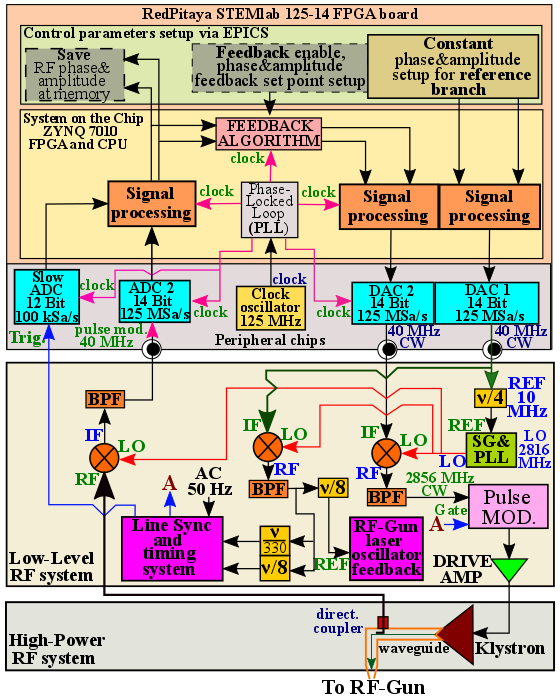 RedPitaya STEMlab 125-14 FPGA board
Control parameters setup via EPICS
Save
RF phase&
amplitude
at memory
Feedback enable,
phase&amplitude
feedback set point setup
Constant
phase&amplitude
setup for reference
branch
System on the Chip
ZYNQ 7010
FPGA and CPU
FEEDBACK
ALGORITHM
clock
Signal
processing
clock
Phase-
Locked
Loop
(PLL)
clock
Signal
processing
Signal
processing
Slow
ADC
12 Bit
100 kSa/s
clock
ADC 2
14 Bit
125 MSa/s
clock
clock
Clock
oscillator
125 MHz
clock
DAC 2
14 Bit
125 MSa/s
DAC 1
14 Bit
125 MSa/s
Trig.
pulse mod.
40 MHz
Peripheral chips
40 MHz
CW
40 MHz
CW
BPF
IF
LO
RF
IF
LO
RF
IF
LO
RF
ν/4
REF
10
MHz
REF
SG&
PLL
LO
2816
MHz
LO
BPF
ν/8
BPF
2856 MHz
CW
Gate
A
Pulse
MOD.
A
AC
50 Hz
Line Sync
and
timing
system
ν
330
ν/8
REF
RF-Gun
laser
oscillator
feedback
DRIVE
AMP
Low-Level
RF system
High-Power
RF system
direct.
coupler
waveguide
Klystron
To RF-Gun